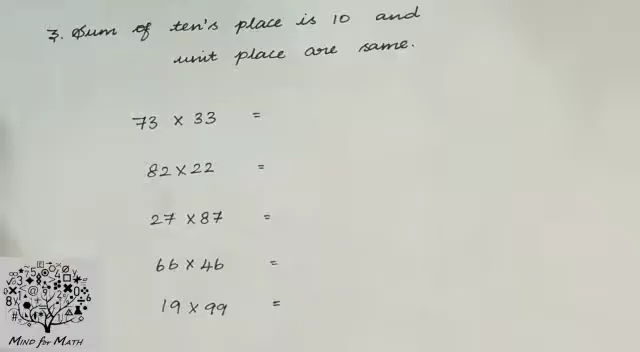 3. Sum of ten's place is 10 and
unit place are same.
73 x 33 =
82 x 22 =
27 x 87 =
66 x 46 =
19 x 99 =
MIND for MATH